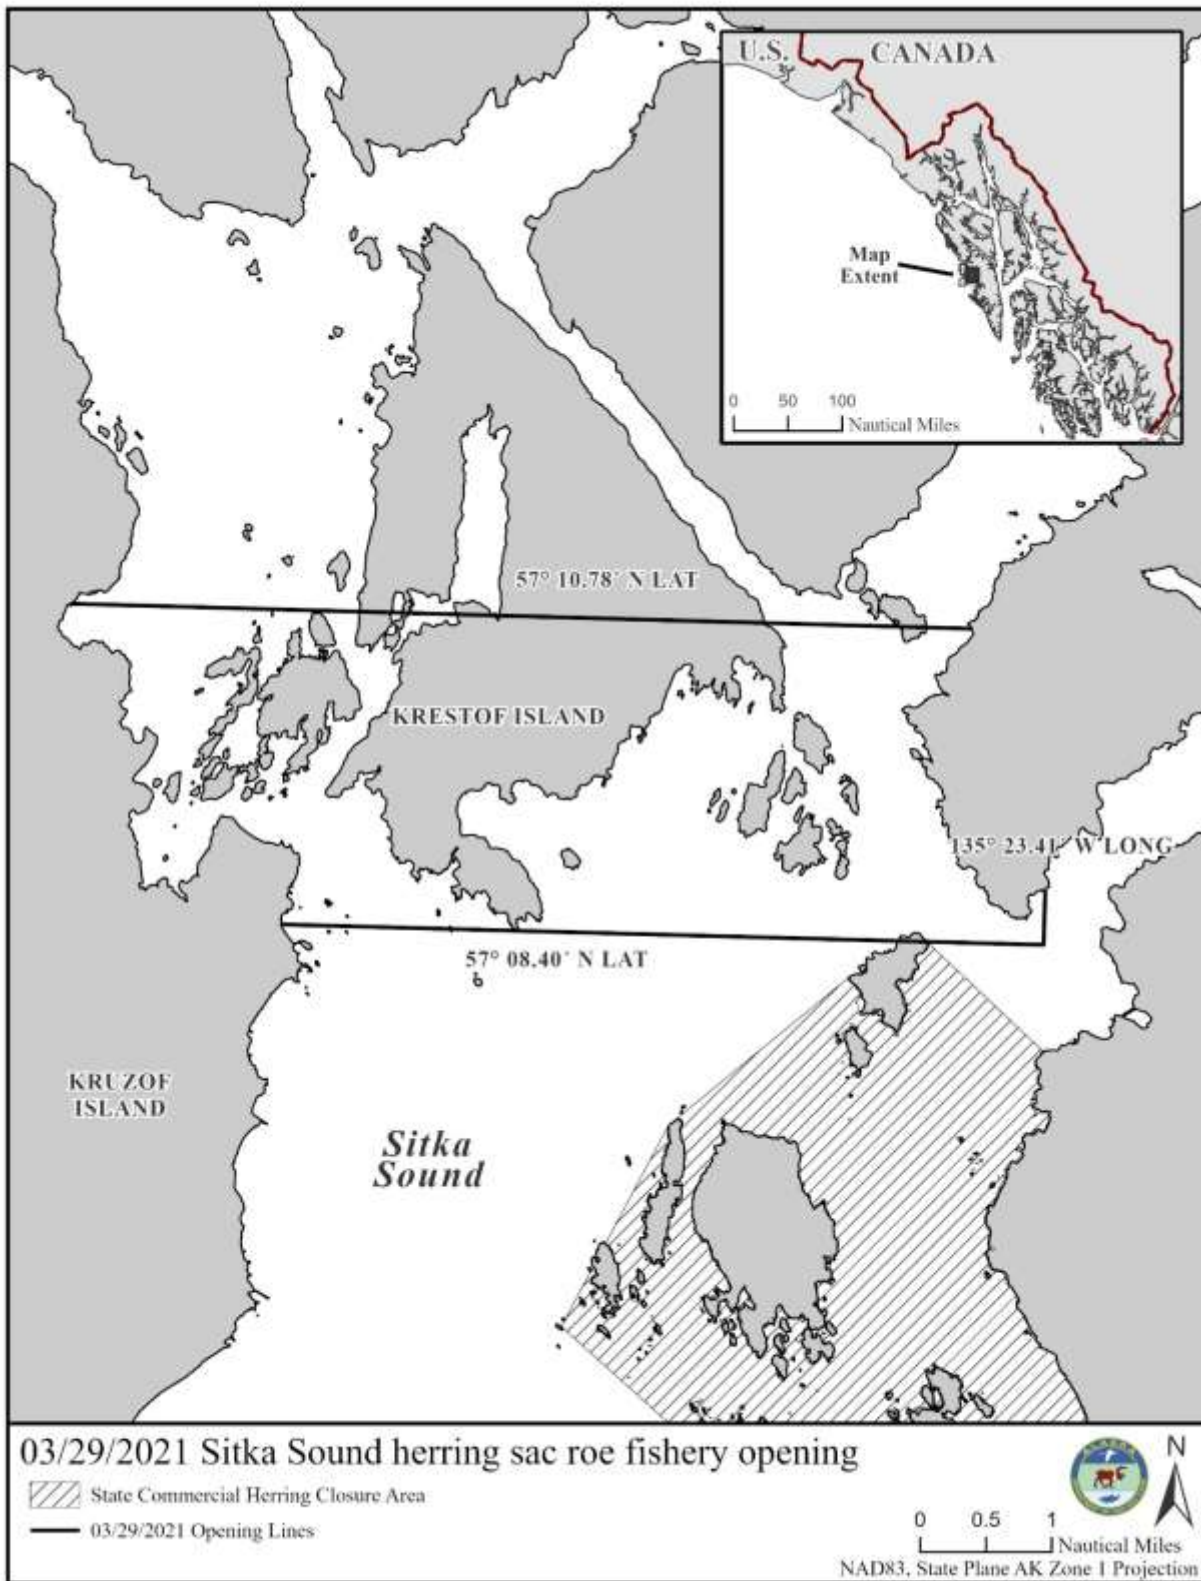 U.S. CANADA
Map
Extent
0 50 100
Nautical Miles
57° 10.78´ N LAT
KRESTOF ISLAND
135° 23.41´ W LONG
57° 08.40´ N LAT
KRUZOF
ISLAND
Sitka
Sound
03/29/2021 Sitka Sound herring sac roe fishery opening
State Commercial Herring Closure Area
03/29/2021 Opening Lines
N
0 0.5 1
Nautical Miles
NAD83, State Plane AK Zone 1 Projection